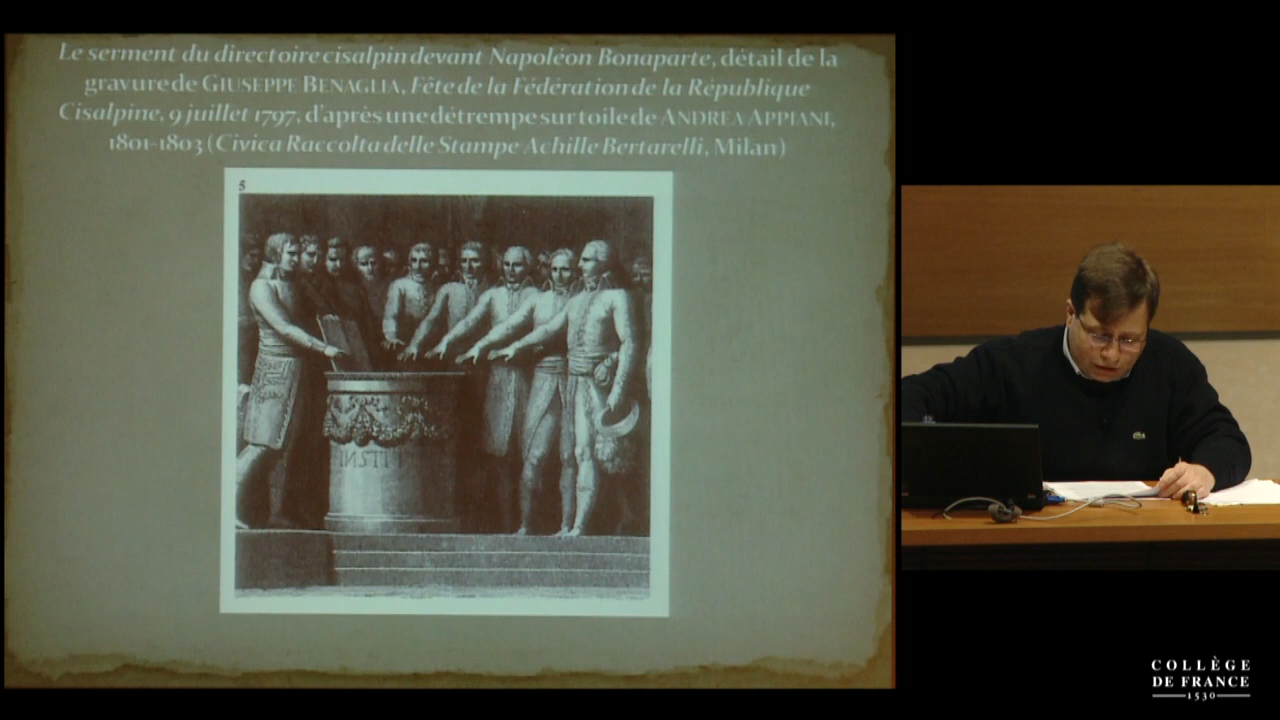 Le serment du directoire cisalpin devant Napoléon Bonaparte, détail de la
gravure de GIUSEPPE BENAGLIA, Fête de la Fédération de la République
Cisalpine, 9 juillet 1797, d'après une détrempe sur toile de ANDREA APPIANI,
1801-1803 (Civica Raccolta delle Stampe Achille Bertarelli, Milan)
5
COLLÈGE
DE FRANCE
1530